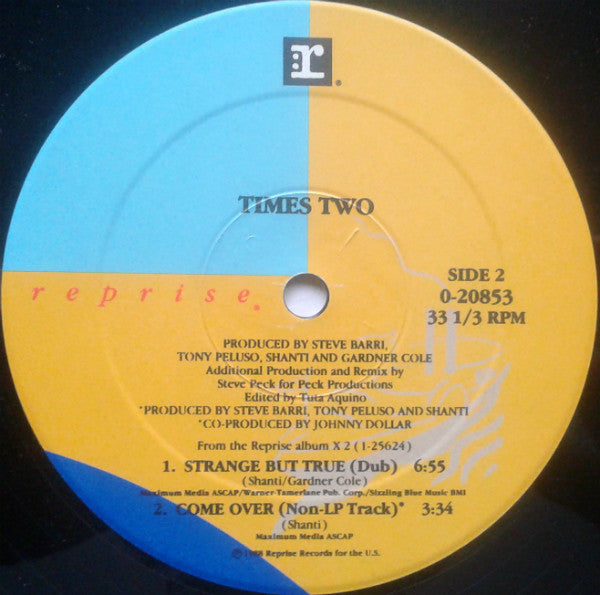 r®
TIMES TWO
SIDE 2
0-20853
33 1/3 RPM
reprise®
PRODUCED BY STEVE BARRI,
TONY PELUSO, SHANTI AND GARDNER COLE
Additional Production and Remix by
Steve Peck for Peck Productions
Edited by Tuta Aquino
*PRODUCED BY STEVE BARRI, TONY PELUSO AND SHANTI
*CO-PRODUCED BY JOHNNY DOLLAR
From the Reprise album X 2 (1-25624)
1. STRANGE BUT TRUE (Dub) 6:55
(Shanti/Gardner Cole)
Maximum Media ASCAP/Warner-Tamerlane Pub. Corp./Sizzling Blue Music BMI
2. COME OVER (Non-LP Track)* 3:34
(Shanti)
Maximum Media ASCAP
℗1988 Reprise Records for the U.S.